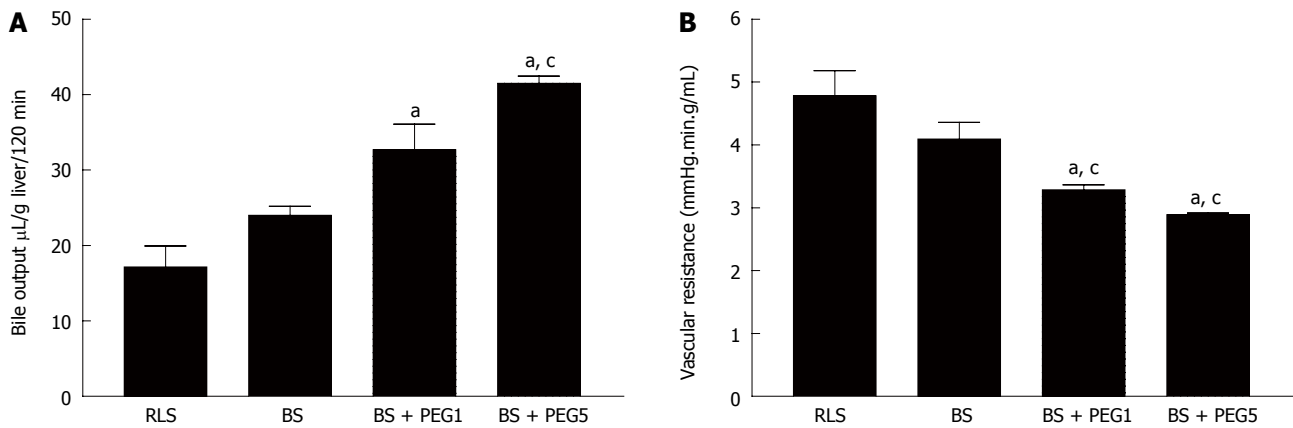 A
Bile output μL/g liver/120 min
50
40
30
20
10
0
a
a, c
RLS
BS
BS + PEG1
BS + PEG5
B
Vascular resistance (mmHg.min.g/mL)
6
5
4
3
2
1
0
a, c
a, c
RLS
BS
BS + PEG1
BS + PEG5